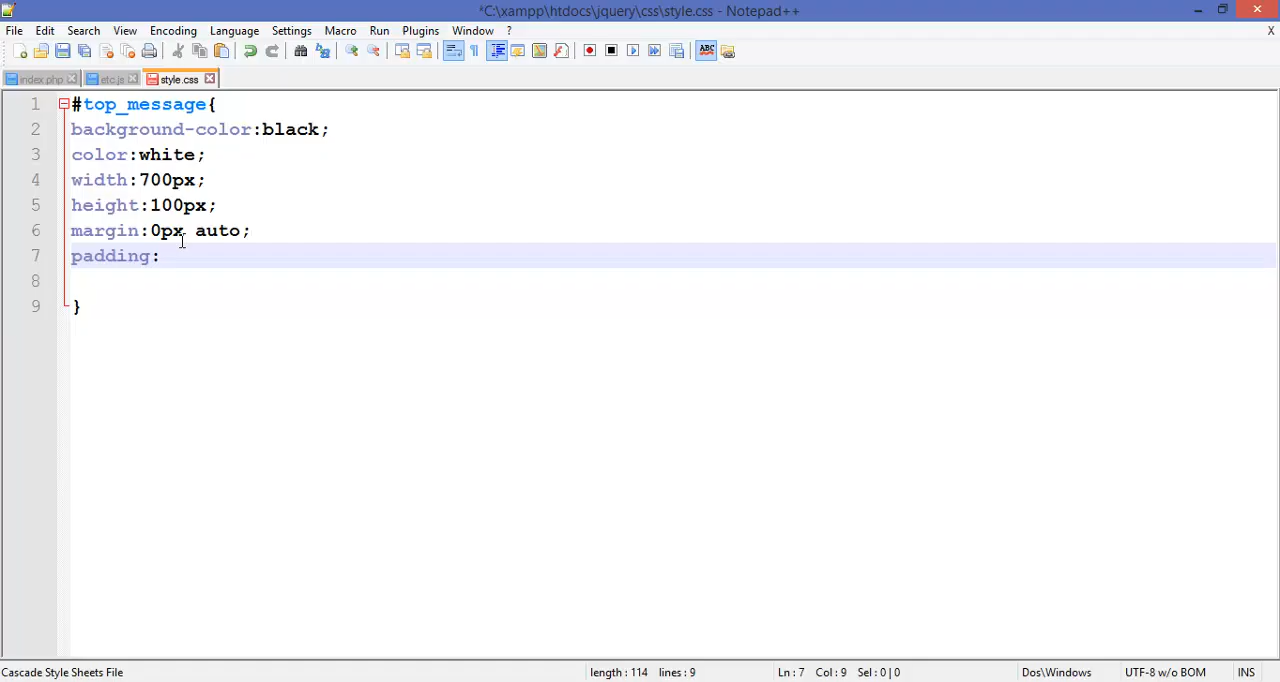 *C:\xampp\htdocs\jquery\css\style.css - Notepad++
File Edit Search View Encoding Language Settings Macro Run Plugins Window ? X
index.php etc.js style.css
1 #top_message{
2 background-color:black;
3 color:white;
4 width:700px;
5 height:100px;
6 margin:0px auto;
7 padding:
8
9 }
Cascade Style Sheets File length : 114 lines : 9 Ln : 7 Col : 9 Sel : 0 | 0 Dos\Windows UTF-8 w/o BOM INS